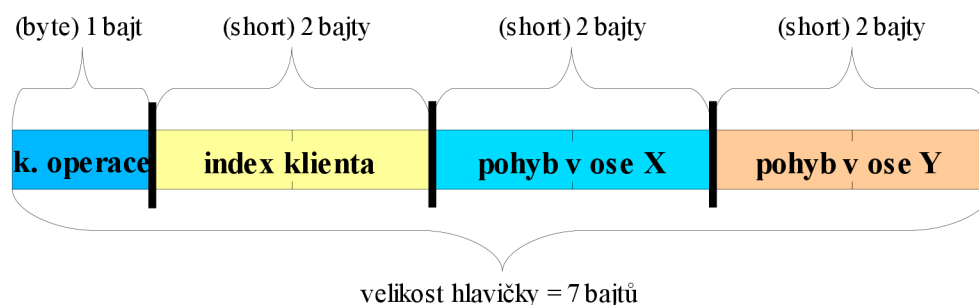 (byte) 1 bajt (short) 2 bajty (short) 2 bajty (short) 2 bajty
k. operace index klienta pohyb v ose X pohyb v ose Y
velikost hlavičky = 7 bajtů